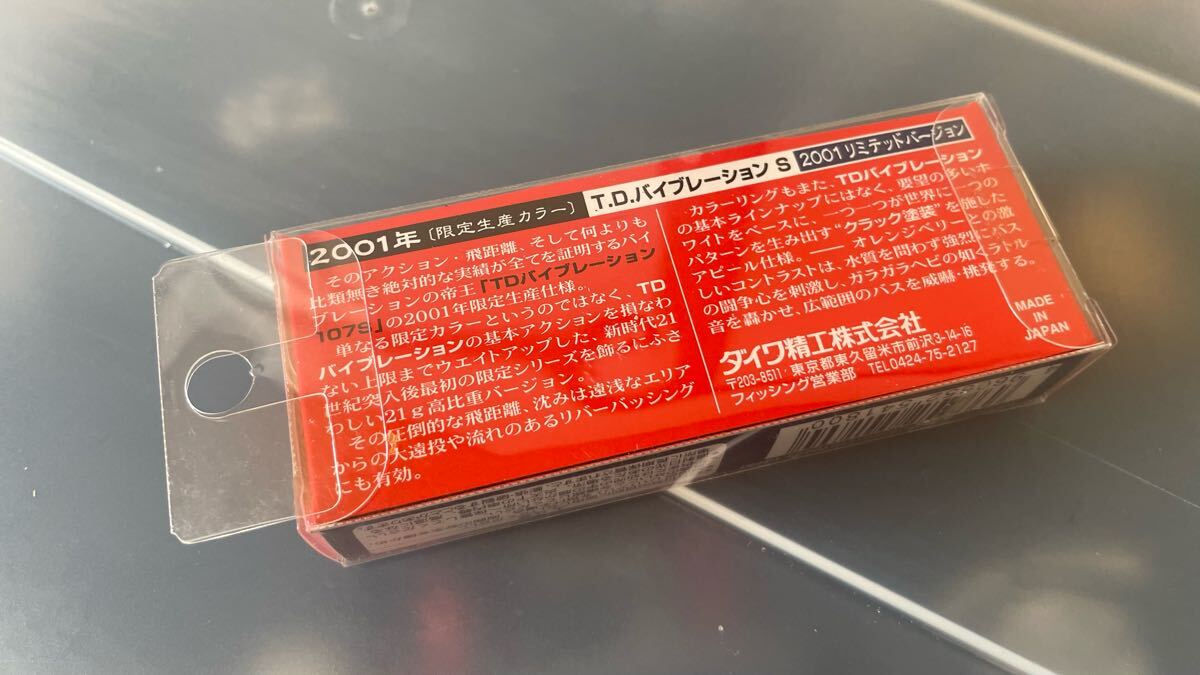 2001年〔限定生産カラー〕T.D.バイブレーション S 2001リミテッドバージョン
そのアクション・飛距離、そして何よりも
比類無き絶対的な実績が全てを証明するバイ
ブレーションの帝王「TDバイブレーション
107S」の2001年限定生産仕様。
単なる限定カラーというのではなく、TD
バイブレーションの基本アクションを損なわ
ない上限までウエイトアップした、新時代21
世紀突入後最初の限定シリーズを飾るにふさ
わしい21g高比重バージョン。
その圧倒的な飛距離、沈みは遠浅なエリア
からの大遠投や流れのあるリバーバッシング
にも有効。
カラーリングもまた、TDバイブレーション
の基本ラインナップにはなく、要望の多いホ
ワイトをベースに、一つ一つが世界に一つの
パターンを生み出す“クラック塗装”を施した
アピール仕様。── オレンジベリーとの激
しいコントラストは、水質を問わず強烈にバス
の闘争心を刺激し、ガラガラヘビの如くラトル
音を轟かせ、広範囲のバスを威嚇・挑発する。
ダイワ精工株式会社
〒203-8511・東京都東久留米市前沢3-14-16
フィッシング営業部 TEL0424-75-2127
MADE
IN
JAPAN